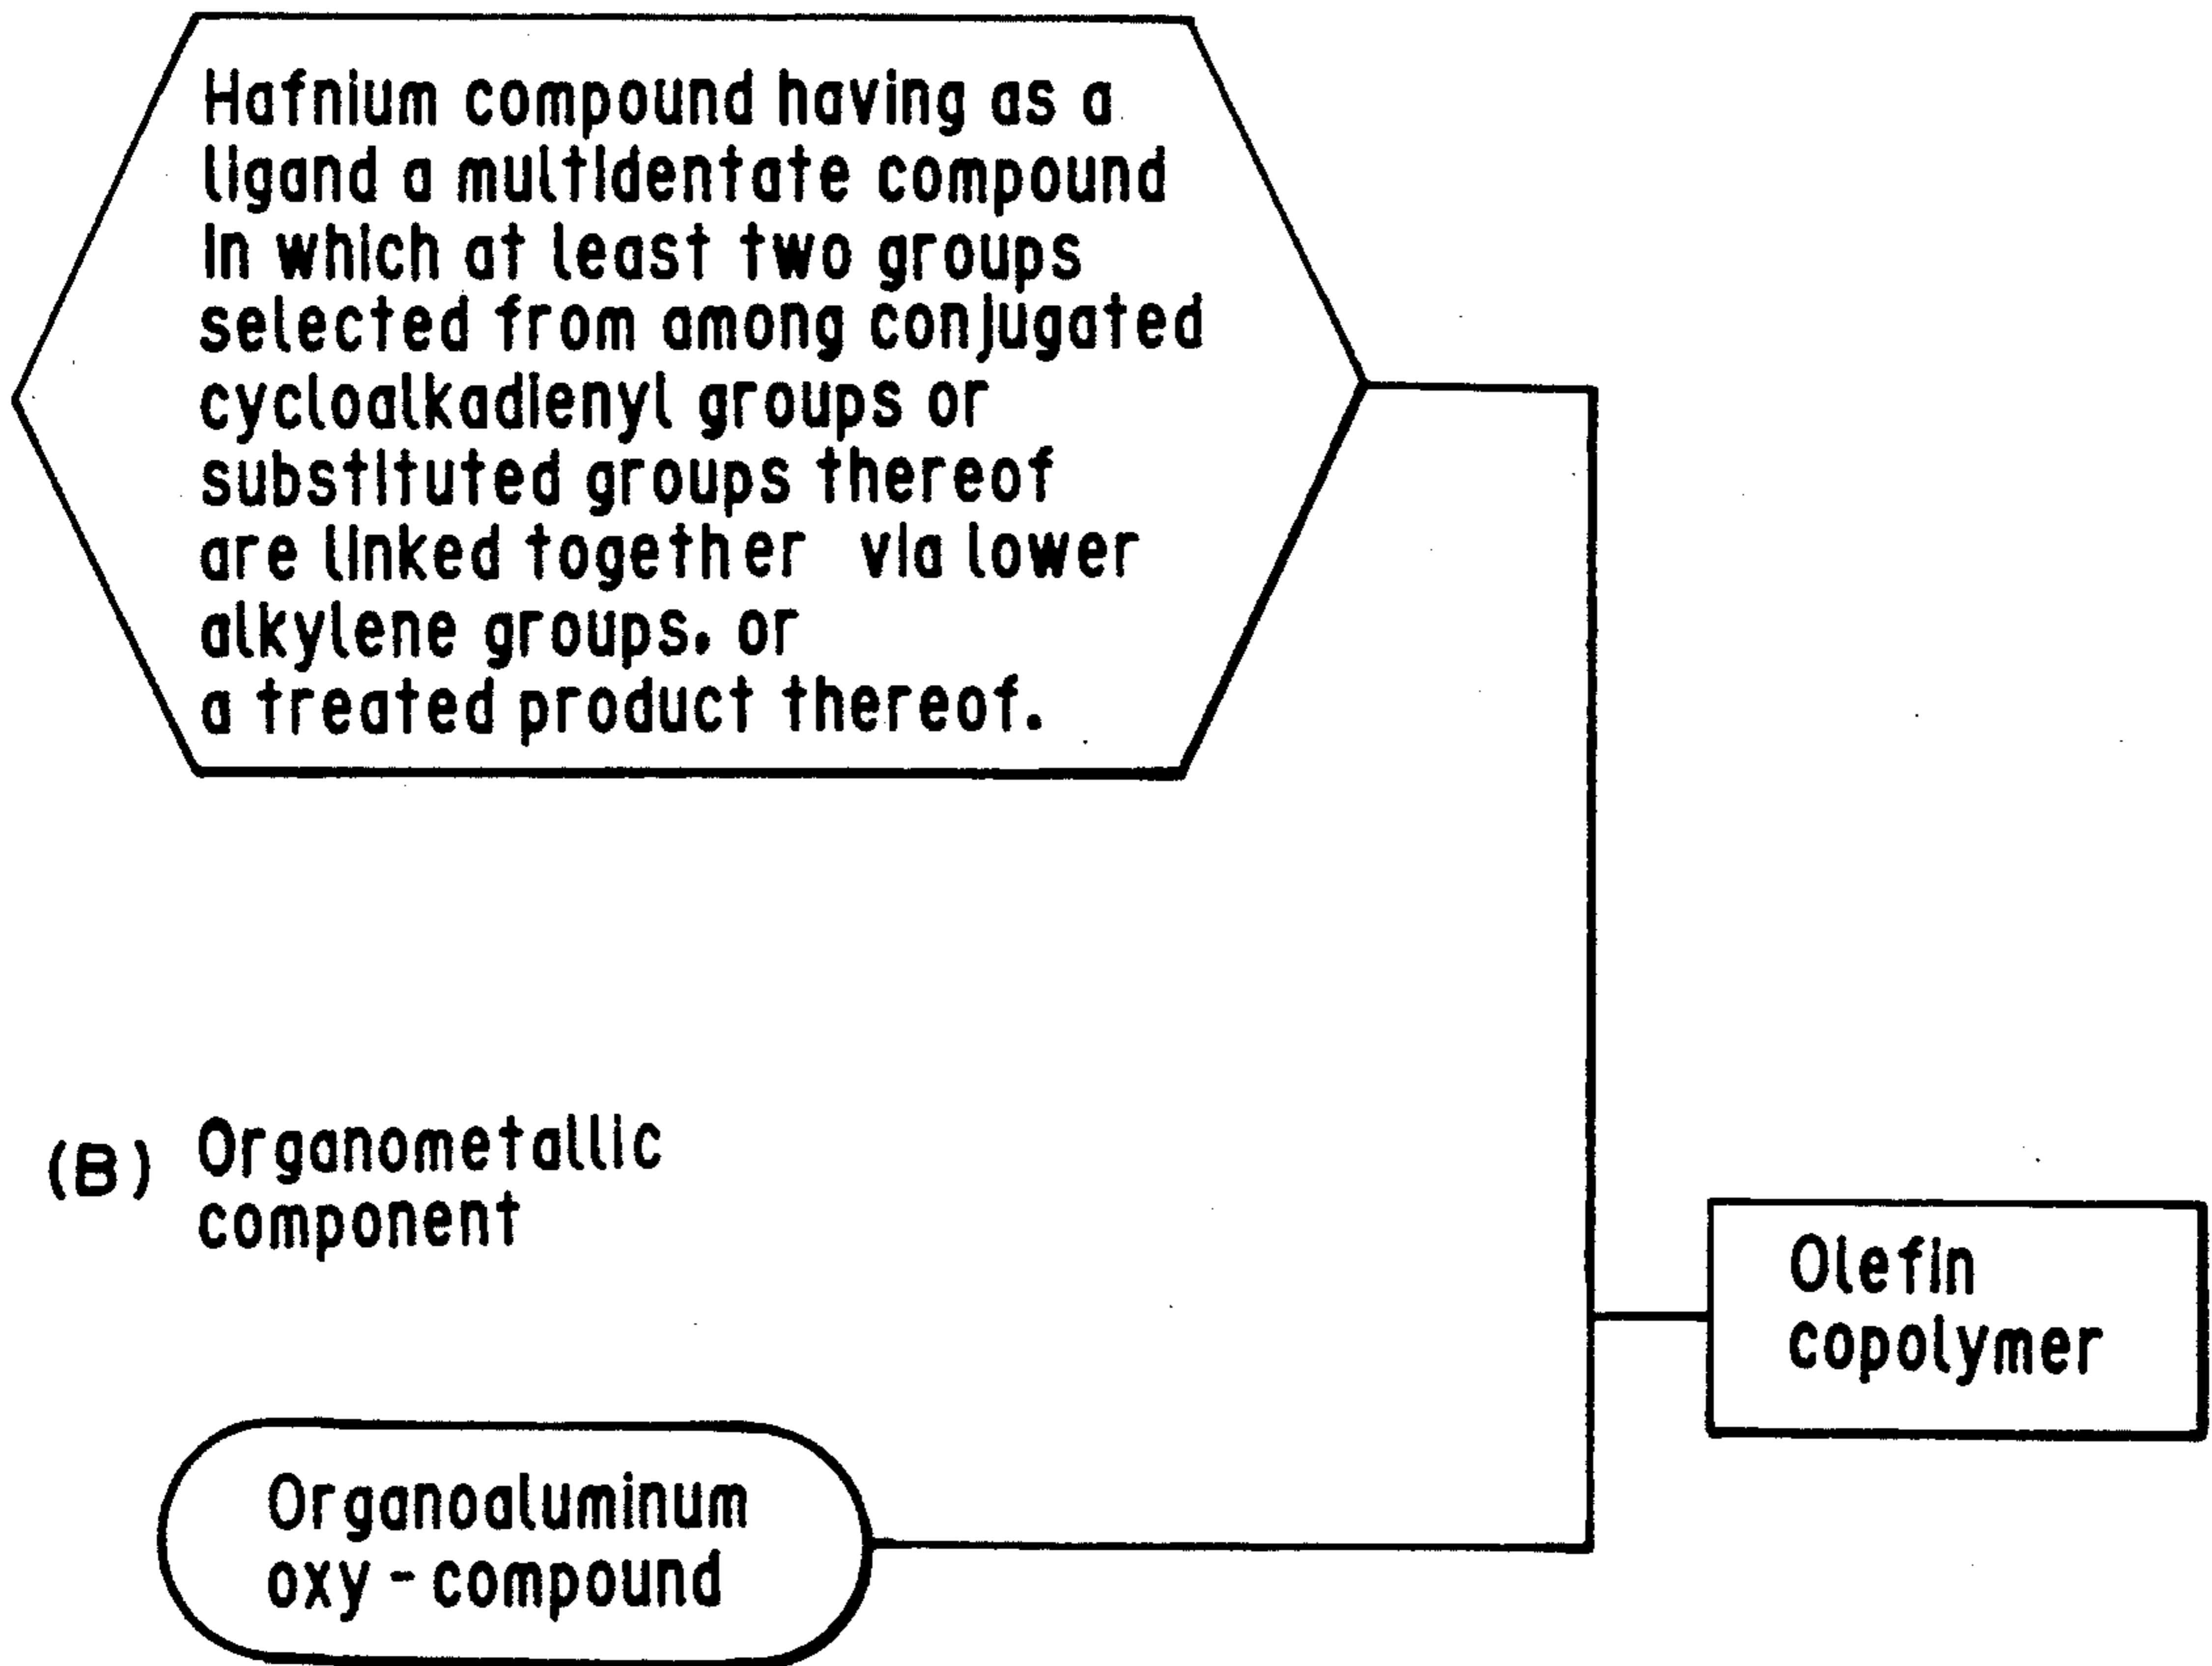 Hafnium compound having as a
ligand a multidentate compound
in which at least two groups
selected from among conjugated
cycloalkadienyl groups or
substituted groups thereof
are linked together via lower
alkylene groups, or
a treated product thereof.
(B) Organometallic
component
Olefin
copolymer
Organoaluminum
oxy-compound